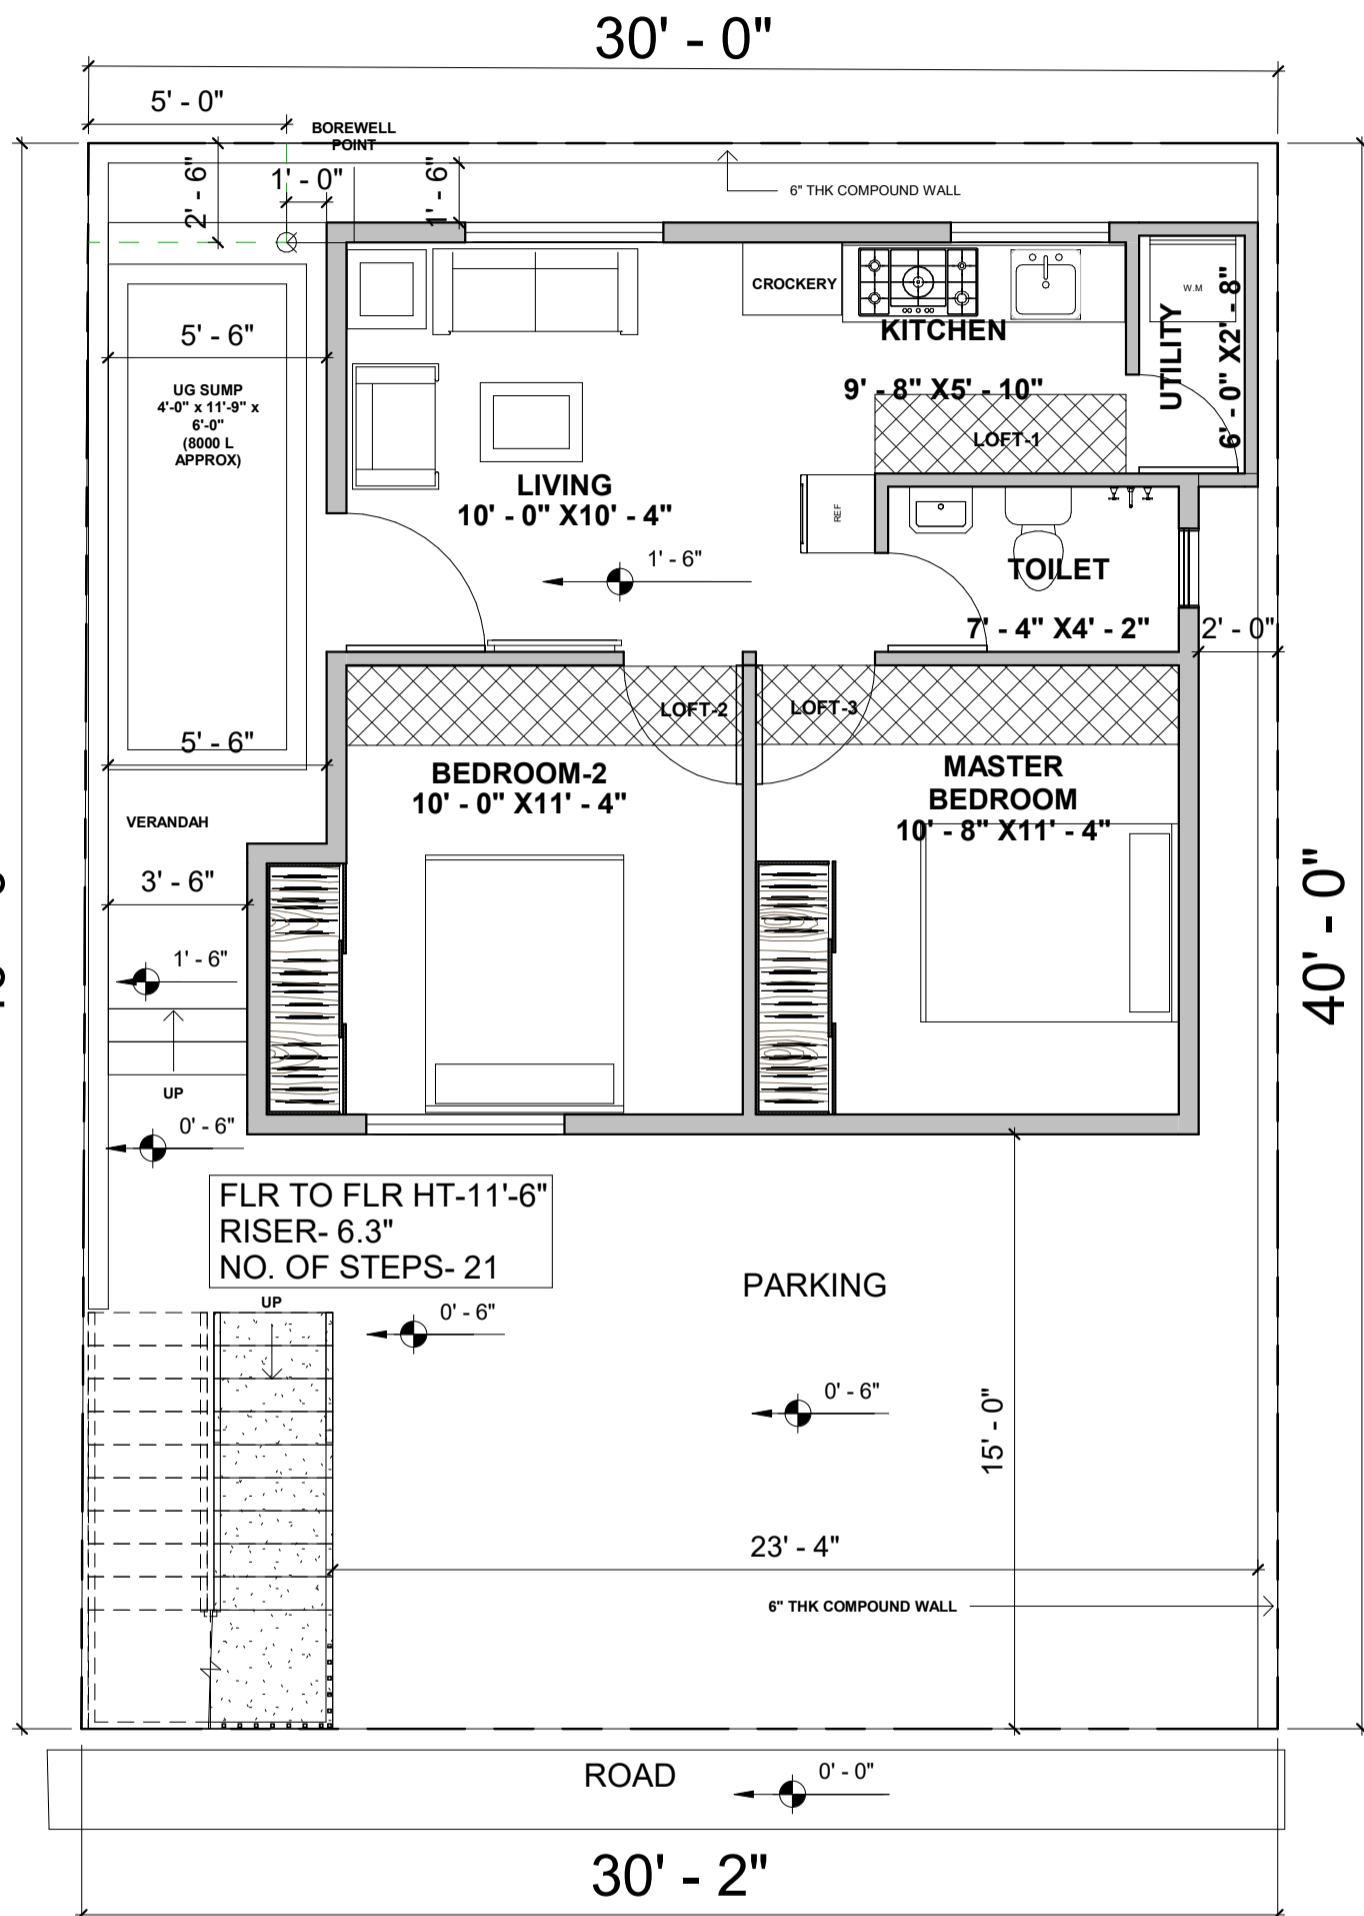 30' - 0"
5' - 0"
BOREWELL
POINT
2' - 6"
1' - 0"
1' - 6"
6" THK COMPOUND WALL
CROCKERY
KITCHEN
9' - 8" X5' - 10"
W.M
UTILITY
6' - 0" X2' - 8"
5' - 6"
UG SUMP
4'-0" x 11'-9" x
6'-0"
(8000 L
APPROX)
LOFT-1
LIVING
10' - 0" X10' - 4"
REF
1' - 6"
TOILET
7' - 4" X4' - 2"
2' - 0"
5' - 6"
LOFT-2
LOFT-3
BEDROOM-2
10' - 0" X11' - 4"
MASTER
BEDROOM
10' - 8" X11' - 4"
VERANDAH
3' - 6"
40' - 0"
1' - 6"
UP
0' - 6"
FLR TO FLR HT-11'-6"
RISER- 6.3"
NO. OF STEPS- 21
UP
0' - 6"
PARKING
0' - 6"
15' - 0"
23' - 4"
6" THK COMPOUND WALL
ROAD
0' - 0"
30' - 2"